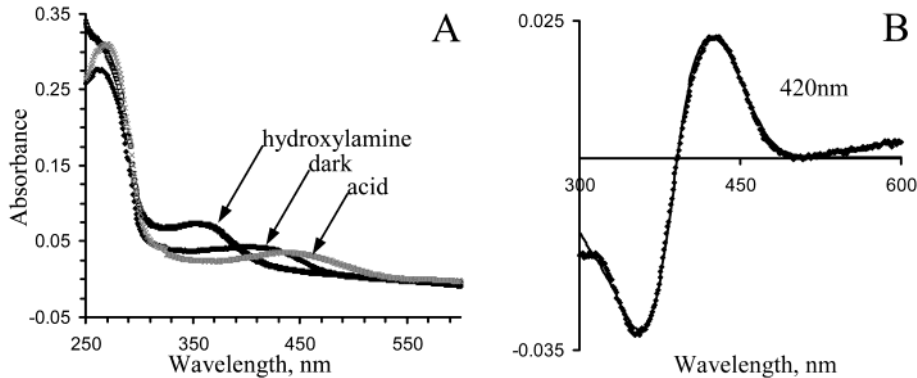 A
0.35
0.25
0.15
0.05
-0.05
Absorbance
hydroxylamine
dark
acid
250
350
450
550
Wavelength, nm
B
0.025
420nm
300
450
600
-0.035
Wavelength, nm